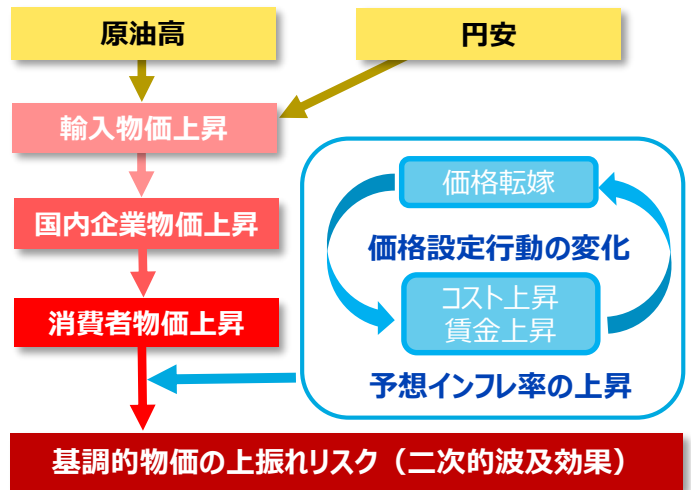 原油高
円安
輸入物価上昇
国内企業物価上昇
消費者物価上昇
価格転嫁
価格設定行動の変化
コスト上昇
賃金上昇
予想インフレ率の上昇
基調的物価の上振れリスク（二次的波及効果）